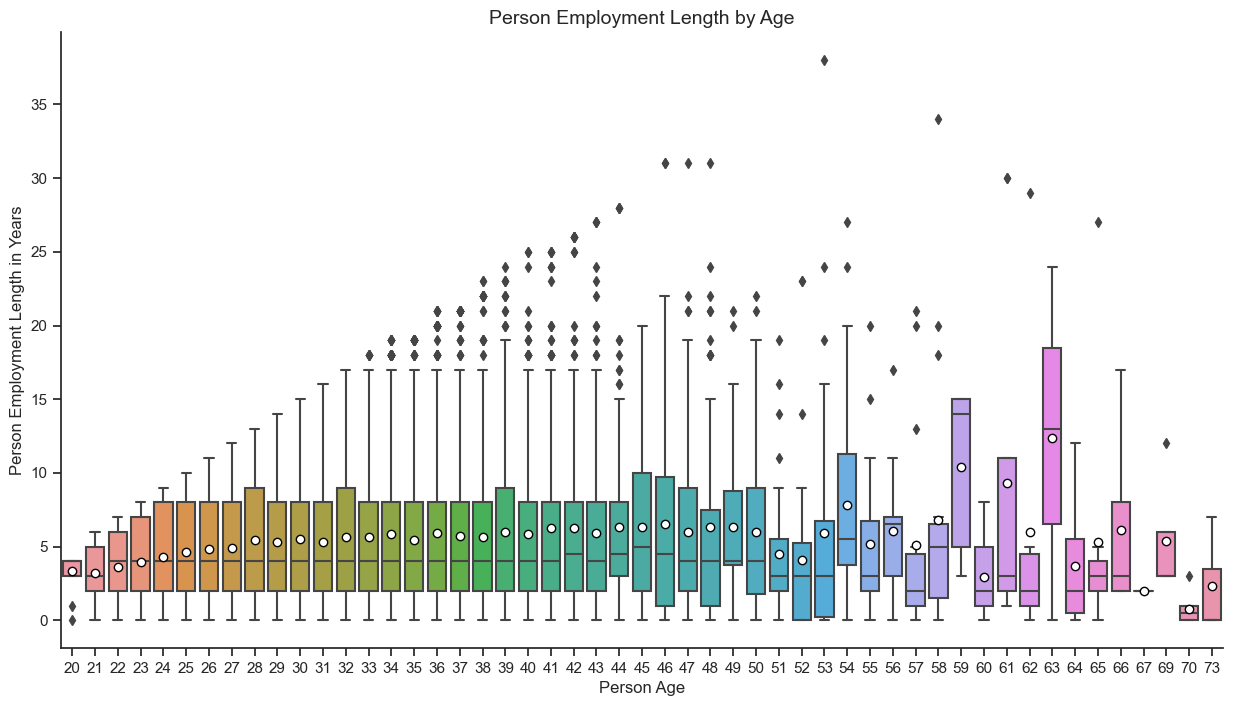 Person Employment Length by Age
Person Employment Length in Years
35
30
25
20
15
10
5
0
20 21 22 23 24 25 26 27 28 29 30 31 32 33 34 35 36 37 38 39 40 41 42 43 44 45 46 47 48 49 50 51 52 53 54 55 56 57 58 59 60 61 62 63 64 65 66 67 69 70 73
Person Age